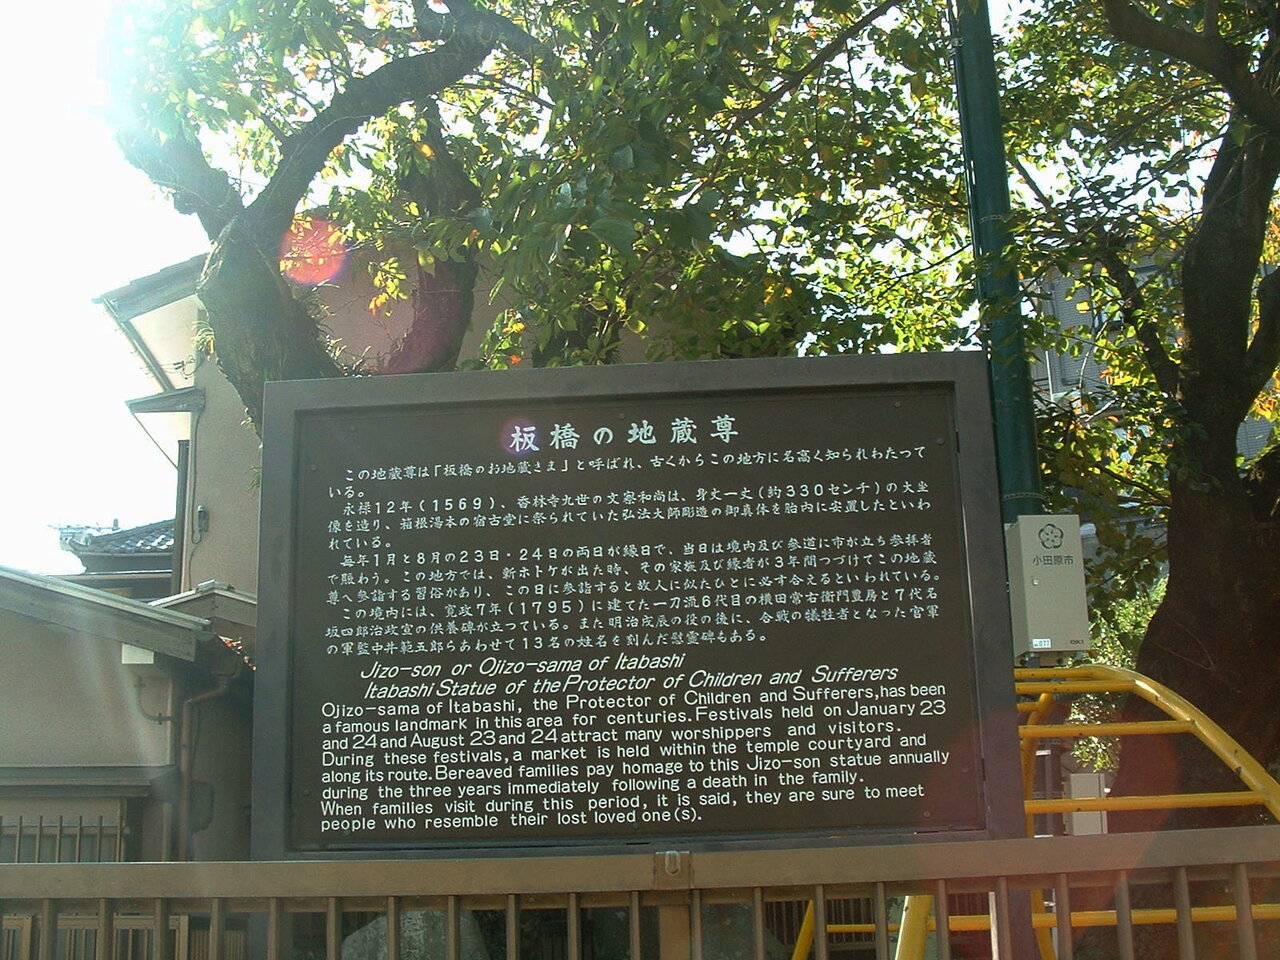 板橋の地蔵尊
この地蔵尊は「板橋のお地蔵さま」と呼ばれ、古くからこの地方に名高く知られわたって
いる。
永禄12年(1569)、香林寺九世の文察和尚は、身丈一丈(約330センチ)の大坐
像を造り、箱根湯本の宿古堂に祭られていた弘法大師彫造の御真体を胎内に安置したといわ
れている。
毎年1月と8月の23日・24日の両日が縁日で、当日は境内及び参道に市が立ち参拝者
で賑わう。この地方では、新ホトケが出た時、その家族及び縁者が3年間つづけてこの地蔵
尊へ参詣する習俗があり、この日に参詣すると故人に似たひとに必す合えるといわれている。
この境内には、寛政7年(1795)に建てた一刀流6代目の横田常右衛門豊房と7代名
坂四郎治政宣の供養碑が立っている。また明治戊辰の役の後に、合戦の犠牲者となった官軍
の軍監中井範五郎らあわせて13名の姓名を刻んだ慰霊碑もある。
Jizo-son or Ojizo-sama of Itabashi
Itabashi Statue of the Protector of Children and Sufferers
Ojizo-sama of Itabashi, the Protector of Children and Sufferers, has been
a famous landmark in this area for centuries. Festivals held on January 23
and 24 and August 23 and 24 attract many worshippers and visitors.
During these festivals, a market is held within the temple courtyard and
along its route. Bereaved families pay homage to this Jizo-son statue annually
during the three years immediately following a death in the family.
When families visit during this period, it is said, they are sure to meet
people who resemble their lost loved one(s).
小田原市